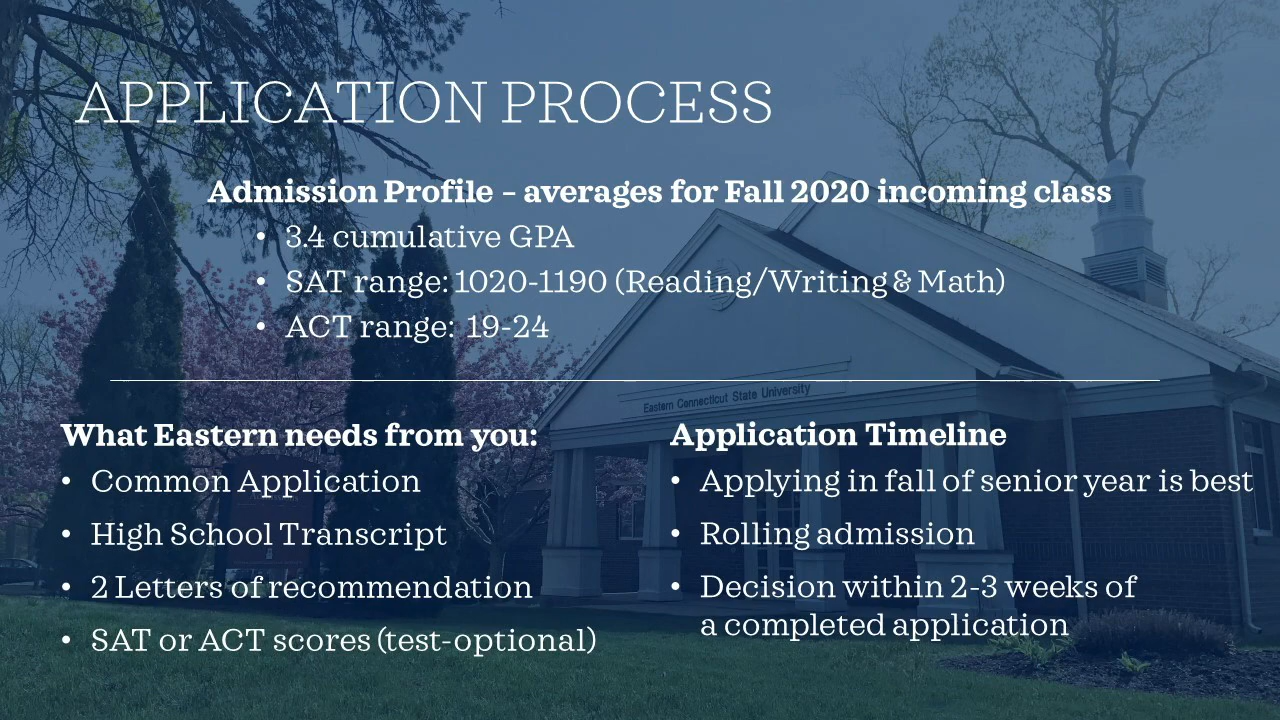 APPLICATION PROCESS
Admission Profile – averages for Fall 2020 incoming class
• 3.4 cumulative GPA
• SAT range: 1020-1190 (Reading/Writing & Math)
• ACT range: 19-24
Eastern Connecticut State University
What Eastern needs from you:
• Common Application
• High School Transcript
• 2 Letters of recommendation
• SAT or ACT scores (test-optional)
Application Timeline
• Applying in fall of senior year is best
• Rolling admission
• Decision within 2-3 weeks of
a completed application